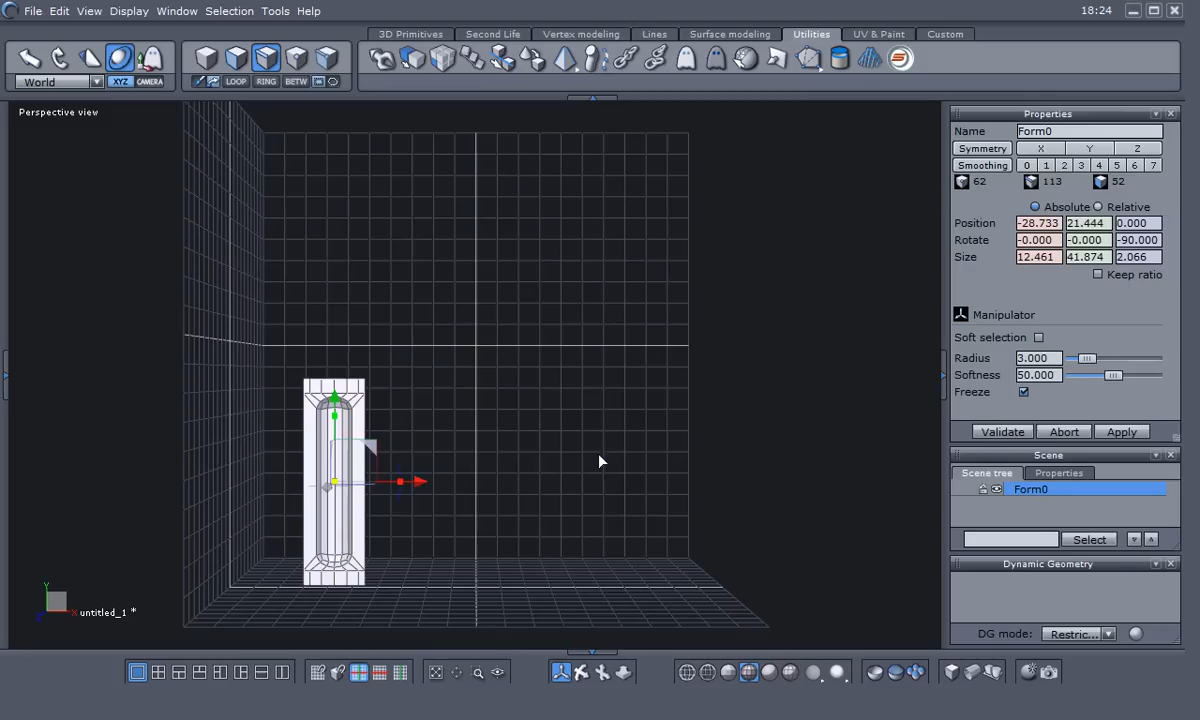 File Edit View Display Window Selection Tools Help 18:24
3D Primitives Second Life Vertex modeling Lines Surface modeling Utilities UV & Paint Custom
World XYZ CAMERA LOOP RING BETW
Perspective view
Properties
Name Form0
Symmetry X Y Z
Smoothing 0 1 2 3 4 5 6 7
62 113 52
Absolute Relative
Position -28.733 21.444 0.000
Rotate -0.000 -0.000 -90.000
Size 12.461 41.874 2.066
Keep ratio
Manipulator
Soft selection
Radius 3.000
Softness 50.000
Freeze
Validate Abort Apply
Scene
Scene tree Properties
Form0
Select
Dynamic Geometry
DG mode: Restric...
Y
X
Z
untitled_1 *